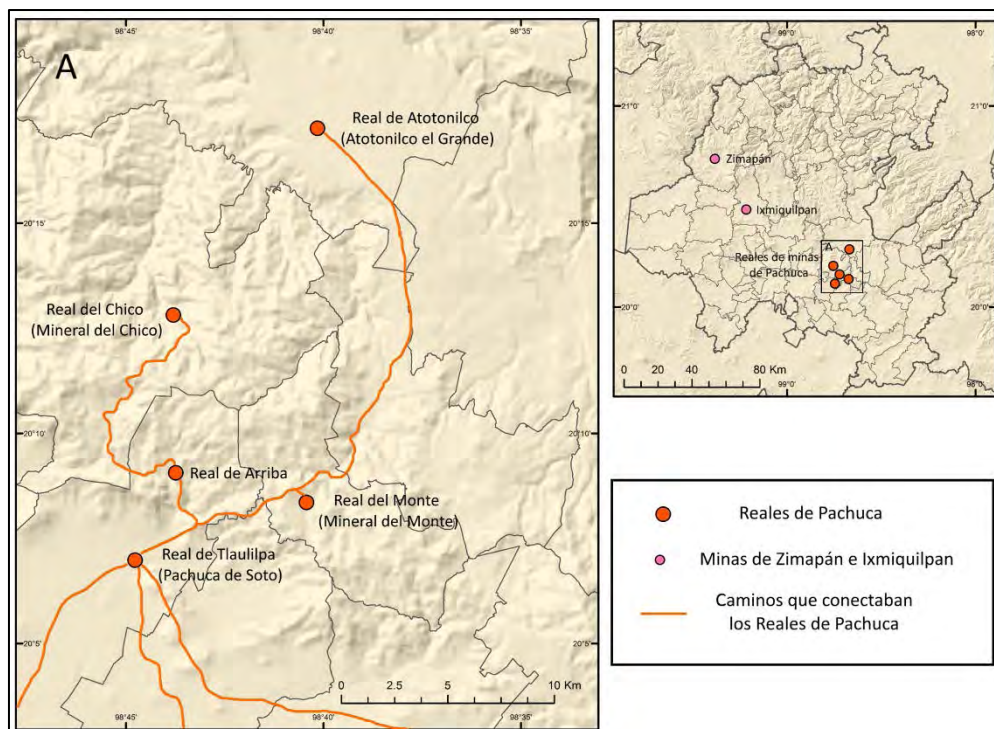 98°45'
98°40'
98°35'
A
Real de Atotonilco
(Atotonilco el Grande)
20°15'
20°15'
Real del Chico
(Mineral del Chico)
20°10'
20°10'
Real de Arriba
Real del Monte
(Mineral del Monte)
Real de Tlaulilpa
(Pachuca de Soto)
20°5'
20°5'
0 2.5 5 10 Km
98°45'
98°40'
98°35'
99°0'
98°0'
21°0'
21°0'
Zimapán
Ixmiquilpan
A
Reales de minas
de Pachuca
20°0'
20°0'
0 20 40 80 Km
99°0'
98°0'
Reales de Pachuca
Minas de Zimapán e Ixmiquilpan
Caminos que conectaban
los Reales de Pachuca